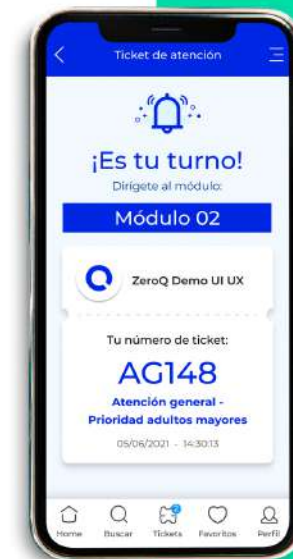 Ticket de atención
¡Es tu turno!
Dirígete al módulo:
Módulo 02
ZeroQ Demo UI UX
Tu número de ticket:
AG148
Atención general -
Prioridad adultos mayores
05/06/2021 - 14:30:13
2
Home Buscar Tickets Favoritos Perfil